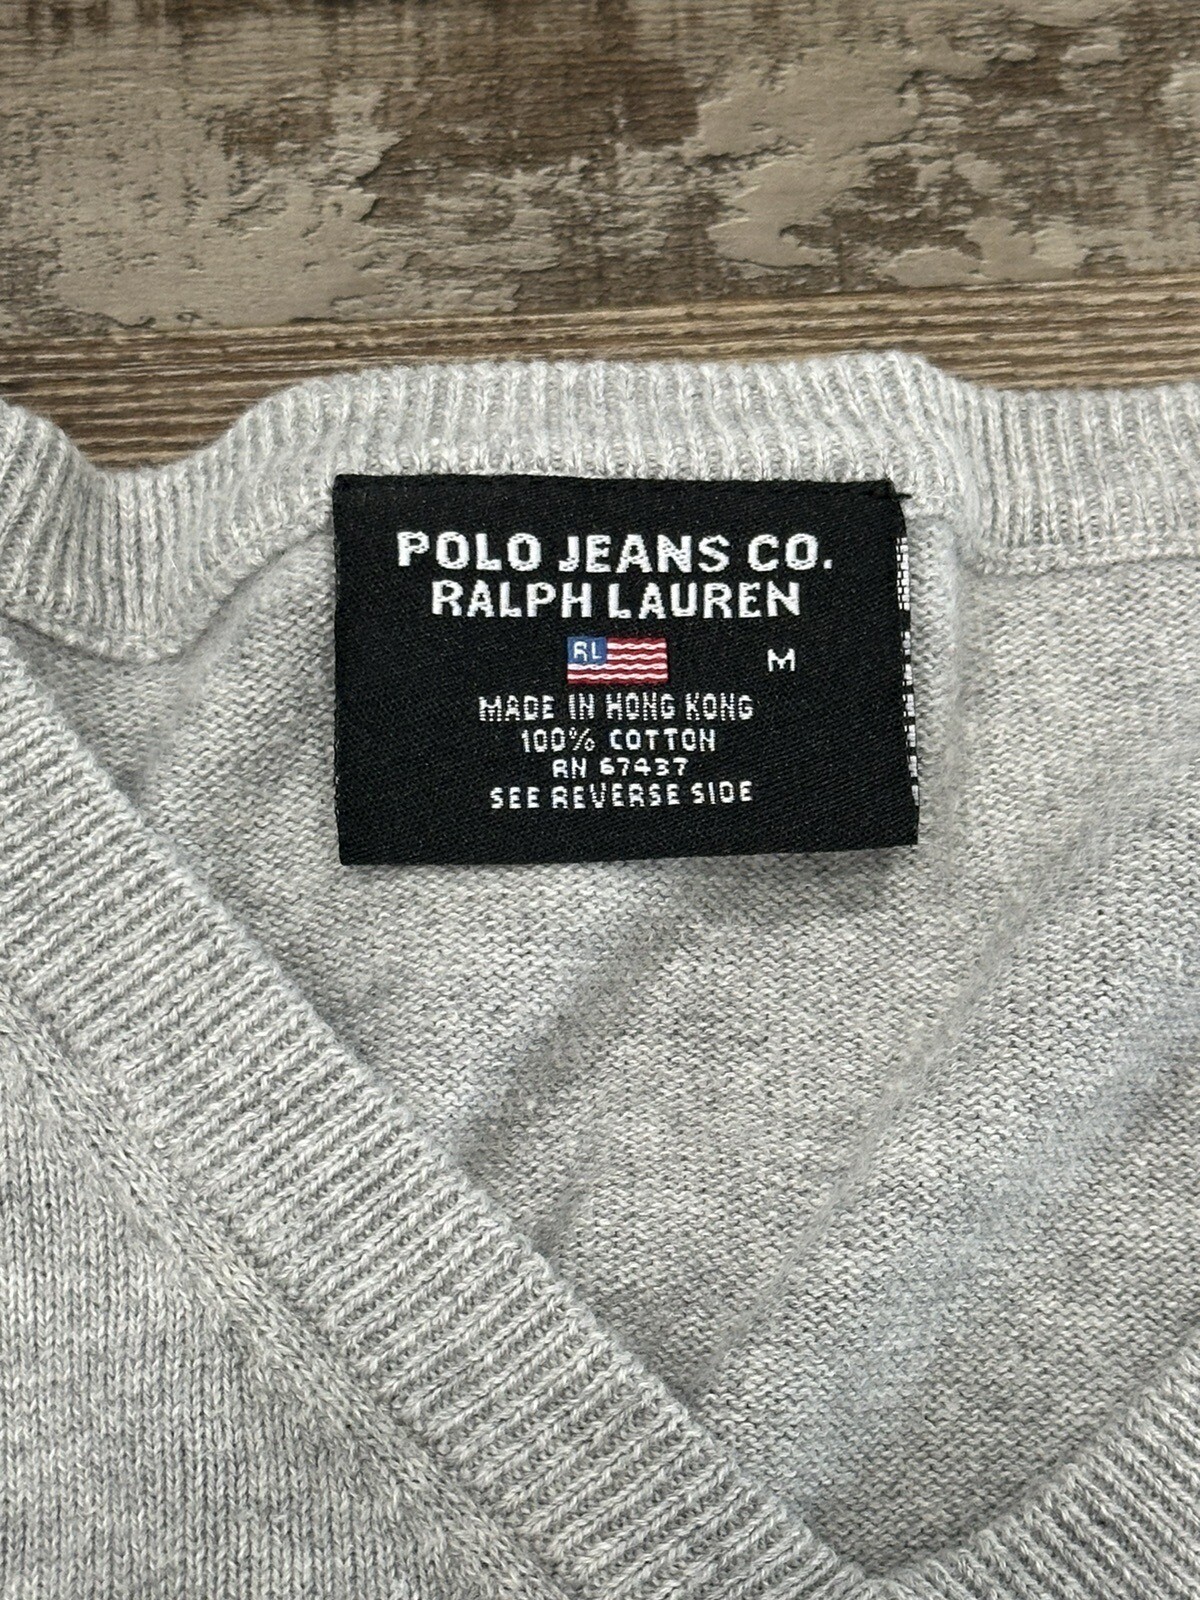 POLO JEANS CO.
RALPH LAUREN
RL
M
MADE IN HONG KONG
100% COTTON
RN 67437
SEE REVERSE SIDE